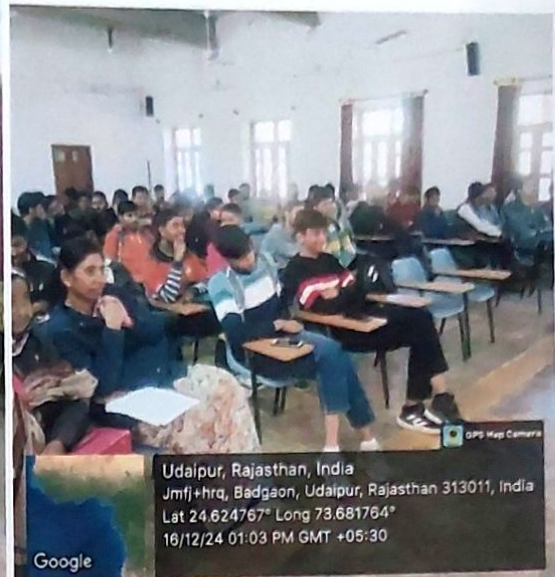 GPS Map Camera
Udaipur, Rajasthan, India
Jmfj+hrq, Badgaon, Udaipur, Rajasthan 313011, India
Lat 24.624767° Long 73.681764°
16/12/24 01:03 PM GMT +05:30
Google